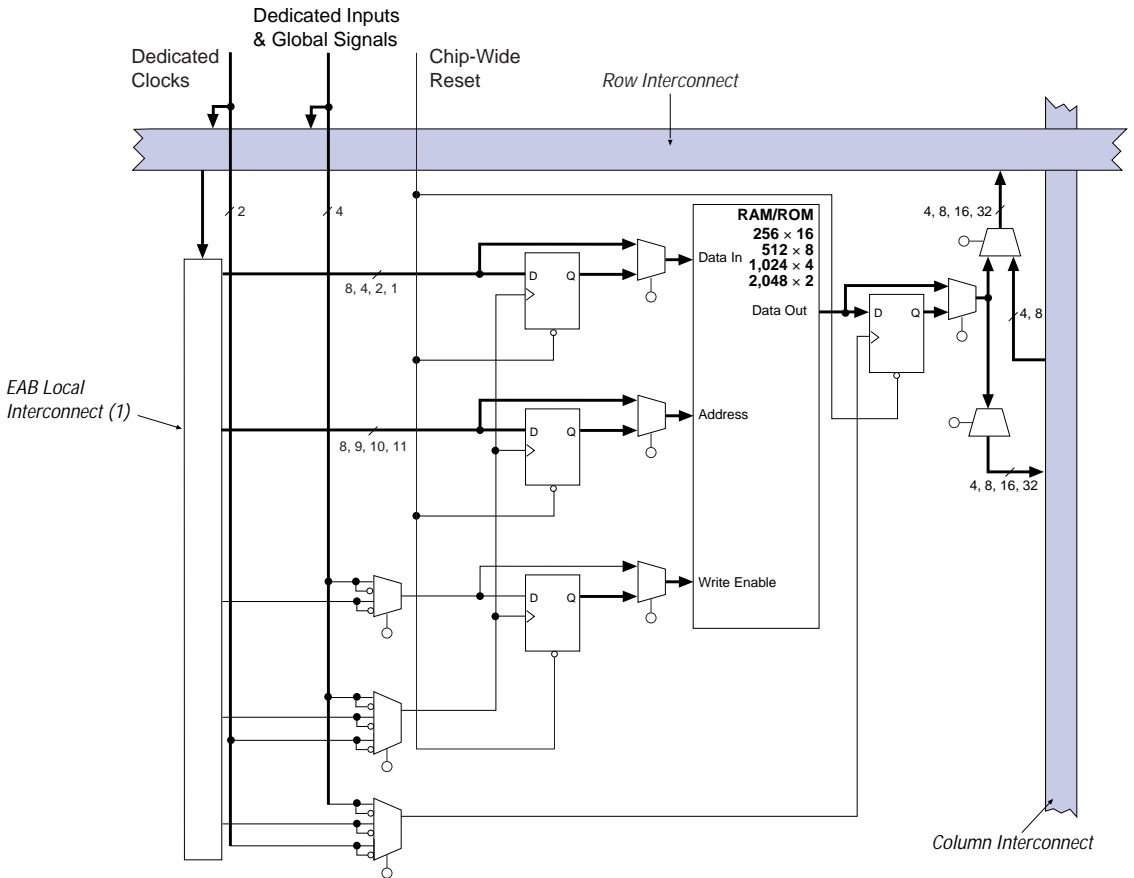 Dedicated Inputs
& Global Signals
Dedicated
Clocks
Chip-Wide
Reset
Row Interconnect
2
4
4, 8, 16, 32
RAM/ROM
256 × 16
512 × 8
1,024 × 4
2,048 × 2
Data In
D
Q
8, 4, 2, 1
Data Out
D
Q
4, 8
EAB Local
Interconnect (1)
D
Q
Address
8, 9, 10, 11
4, 8, 16, 32
D
Q
Write Enable
Column Interconnect